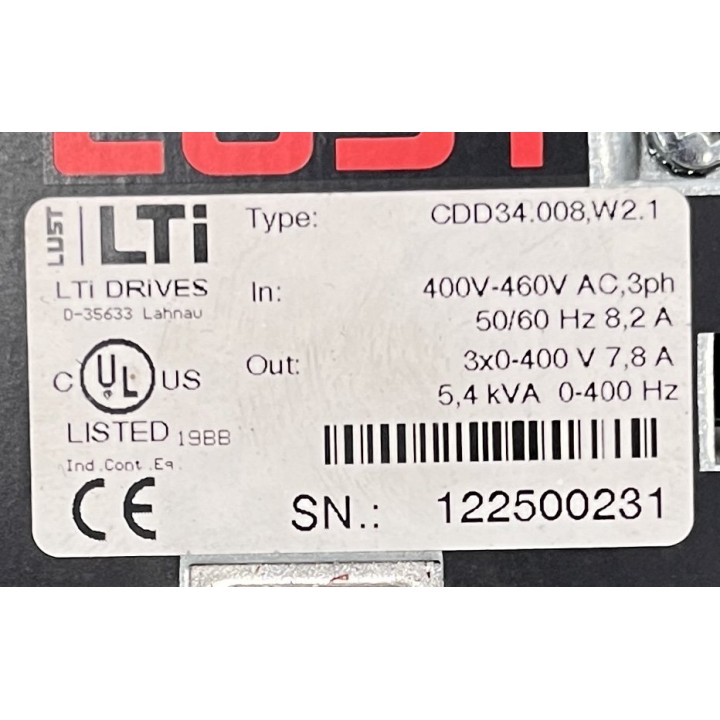 LUST
LUST LTi
LTi DRiVES
D-35633 Lahnau
C UL US
LISTED 19BB
Ind.Cont.Eq.
CE
Type: CDD34.008,W2.1
In: 400V-460V AC,3ph
50/60 Hz 8,2 A
Out: 3x0-400 V 7,8 A
5,4 kVA 0-400 Hz
SN.: 122500231